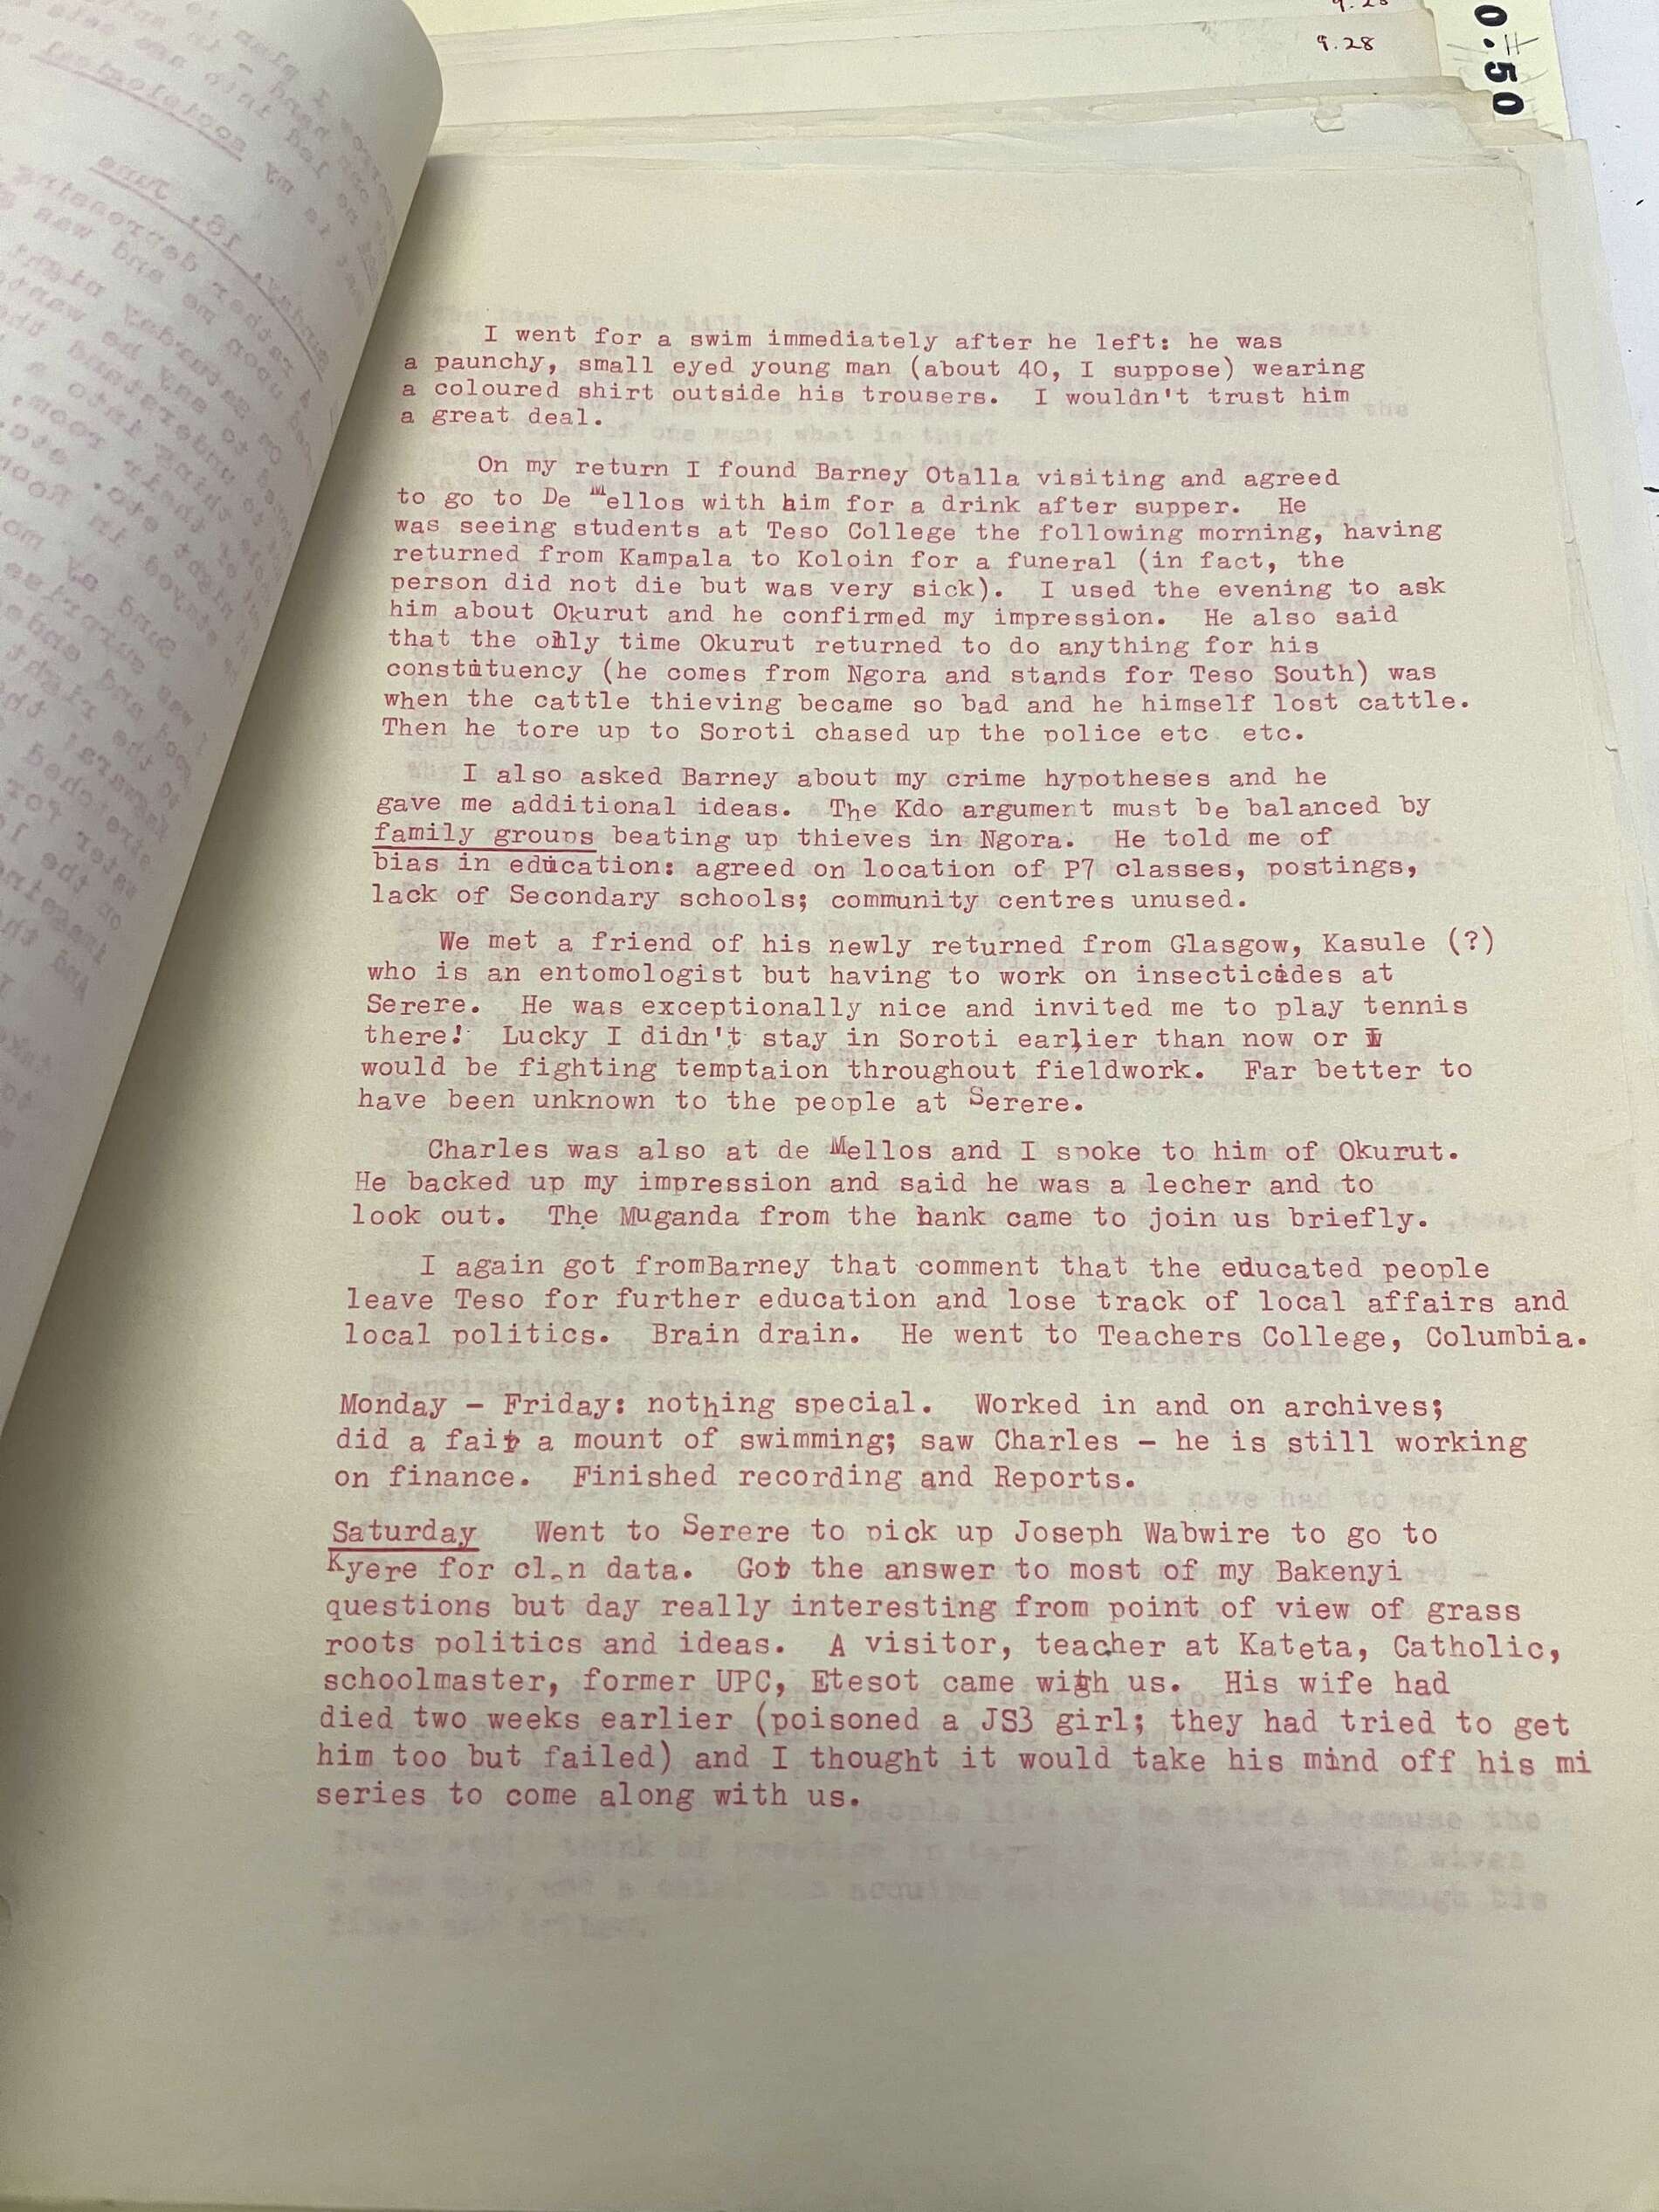 9.28
0.50
I went for a swim immediately after he left: he was
a paunchy, small eyed young man (about 40, I suppose) wearing
a coloured shirt outside his trousers. I wouldn't trust him
a great deal.
On my return I found Barney Otalla visiting and agreed
to go to De Mellos with him for a drink after supper. He
was seeing students at Teso College the following morning, having
returned from Kampala to Koloin for a funeral (in fact, the
person did not die but was very sick). I used the evening to ask
him about Okurut and he confirmed my impression. He also said
that the only time Okurut returned to do anything for his
constituency (he comes from Ngora and stands for Teso South) was
when the cattle thieving became so bad and he himself lost cattle.
Then he tore up to Soroti chased up the police etc etc.
I also asked Barney about my crime hypotheses and he
gave me additional ideas. The Kdo argument must be balanced by
family groups beating up thieves in Ngora. He told me of
bias in education: agreed on location of P7 classes, postings,
lack of Secondary schools; community centres unused.
We met a friend of his newly returned from Glasgow, Kasule (?)
who is an entomologist but having to work on insecticides at
Serere. He was exceptionally nice and invited me to play tennis
there! Lucky I didn't stay in Soroti earlier than now or I
would be fighting temptaion throughout fieldwork. Far better to
have been unknown to the people at Serere.
Charles was also at de Mellos and I spoke to him of Okurut.
He backed up my impression and said he was a lecher and to
look out. The Muganda from the bank came to join us briefly.
I again got fromBarney that comment that the educated people
leave Teso for further education and lose track of local affairs and
local politics. Brain drain. He went to Teachers College, Columbia.
Monday - Friday: nothing special. Worked in and on archives;
did a fair a mount of swimming; saw Charles - he is still working
on finance. Finished recording and Reports.
Saturday Went to Serere to pick up Joseph Wabwire to go to
Kyere for clan data. Got the answer to most of my Bakenyi
questions but day really interesting from point of view of grass
roots politics and ideas. A visitor, teacher at Kateta, Catholic,
schoolmaster, former UPC, Etesot came with us. His wife had
died two weeks earlier (poisoned a JS3 girl; they had tried to get
him too but failed) and I thought it would take his mind off his mi
series to come along with us.